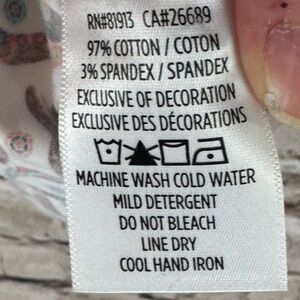 RN#81913 CA#26689
97% COTTON / COTON
3% SPANDEX / SPANDEX
EXCLUSIVE OF DECORATION
EXCLUSIVE DES DÉCORATIONS
MACHINE WASH COLD WATER
MILD DETERGENT
DO NOT BLEACH
LINE DRY
COOL HAND IRON